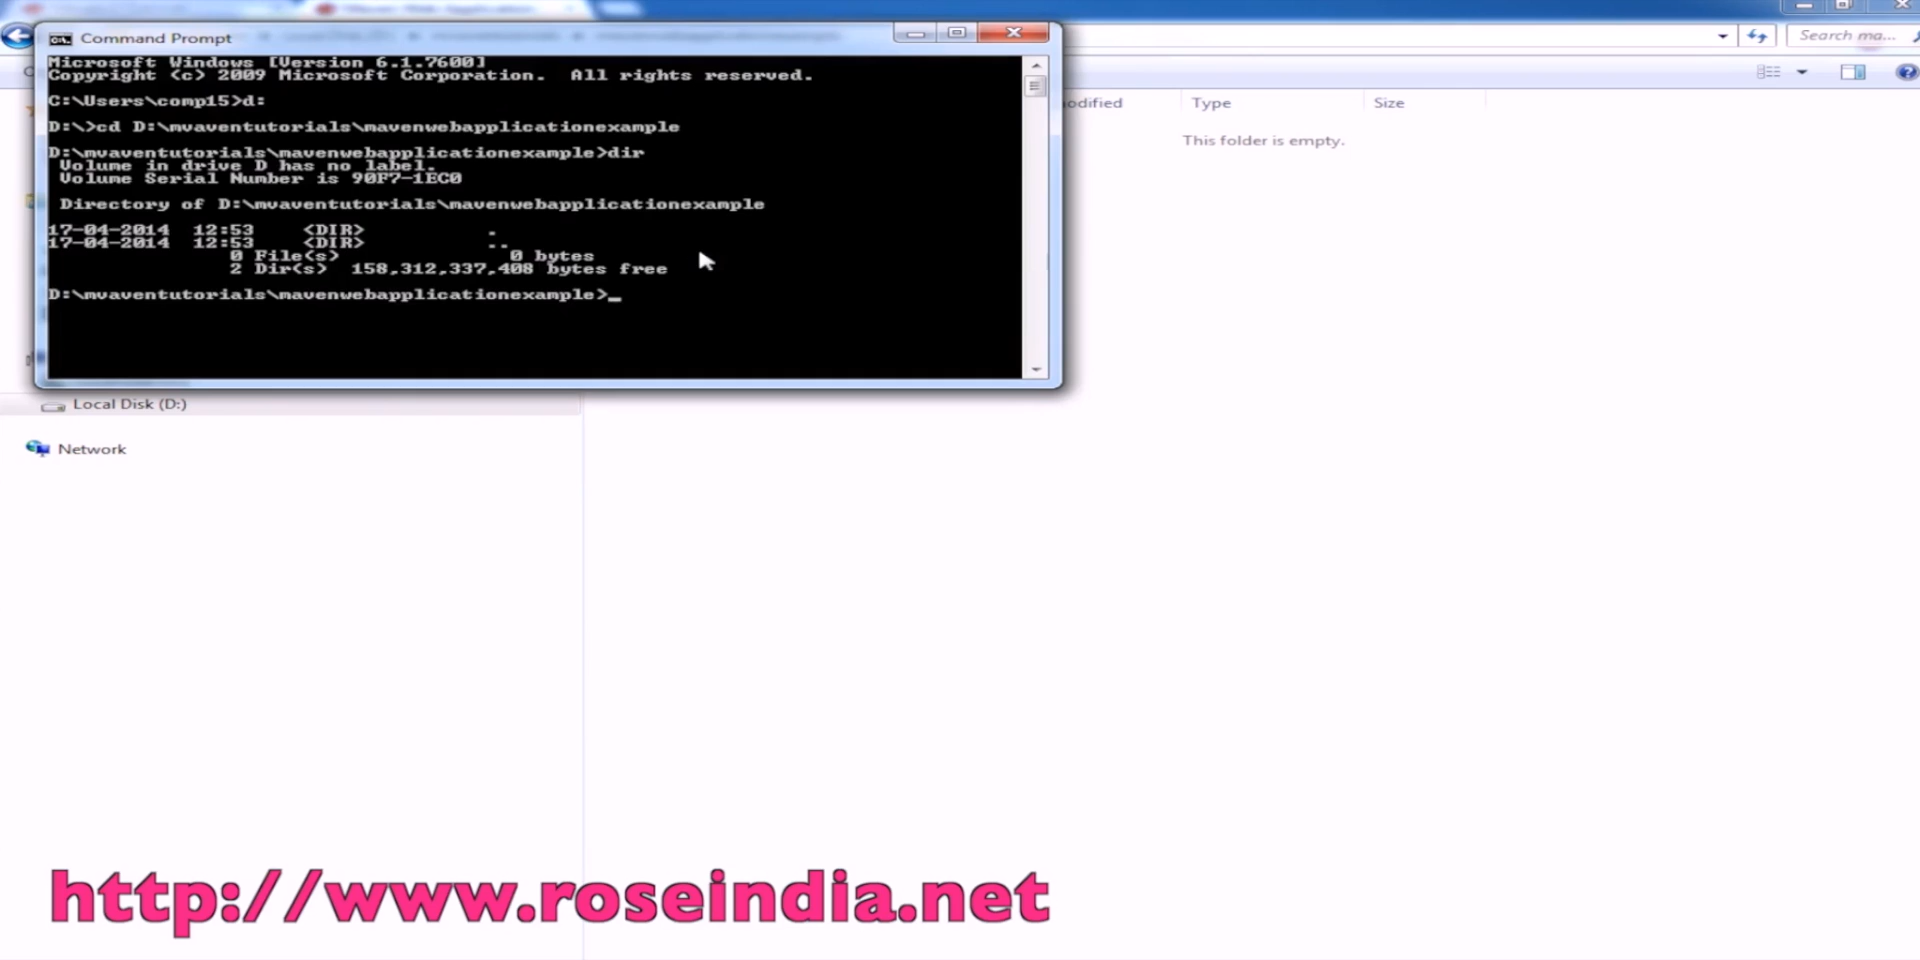 Command Prompt
Search ma...
Microsoft Windows [Version 6.1.7600]
Copyright (c) 2009 Microsoft Corporation. All rights reserved.
C:\Users\comp15>d:
D:\>cd D:\mvaventutorials\mavenwebapplicationexample
D:\mvaventutorials\mavenwebapplicationexample>dir
Volume in drive D has no label.
Volume Serial Number is 90F7-1EC0
Directory of D:\mvaventutorials\mavenwebapplicationexample
17-04-2014 12:53 <DIR> .
17-04-2014 12:53 <DIR> ..
0 File(s) 0 bytes
2 Dir(s) 158,312,337,408 bytes free
D:\mvaventutorials\mavenwebapplicationexample>_
odified Type Size
This folder is empty.
Local Disk (D:)
Network
http://www.roseindia.net